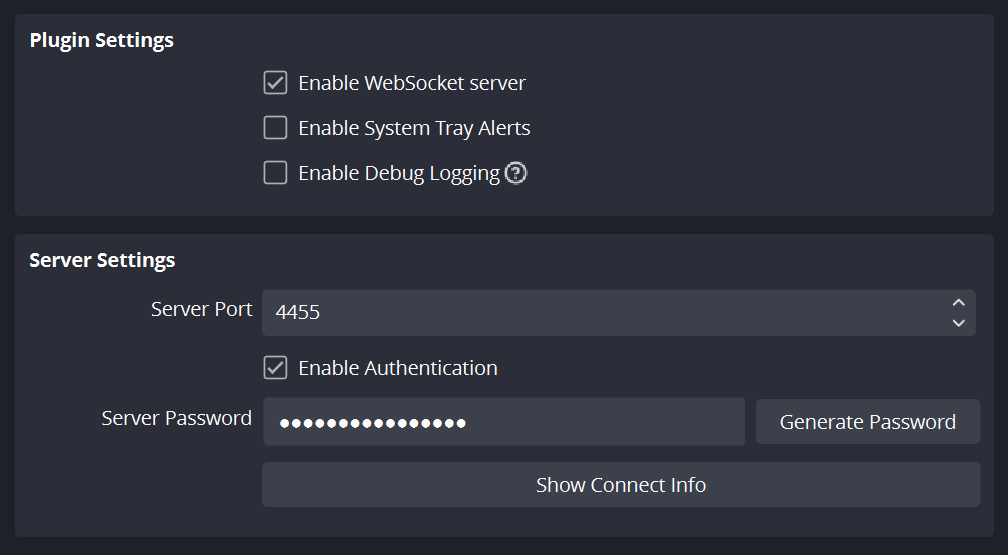 Plugin Settings
Enable WebSocket server
Enable System Tray Alerts
Enable Debug Logging ?
Server Settings
Server Port 4455
Enable Authentication
Server Password ●●●●●●●●●●●●●●●● Generate Password
Show Connect Info